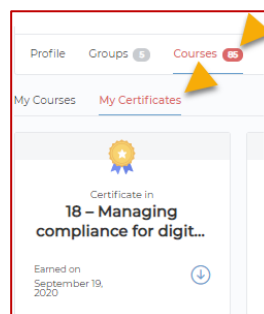 Profile Groups 5 Courses 65
My Courses My Certificates
Certificate in
18 – Managing
compliance for digit...
Earned on
September 19,
2020